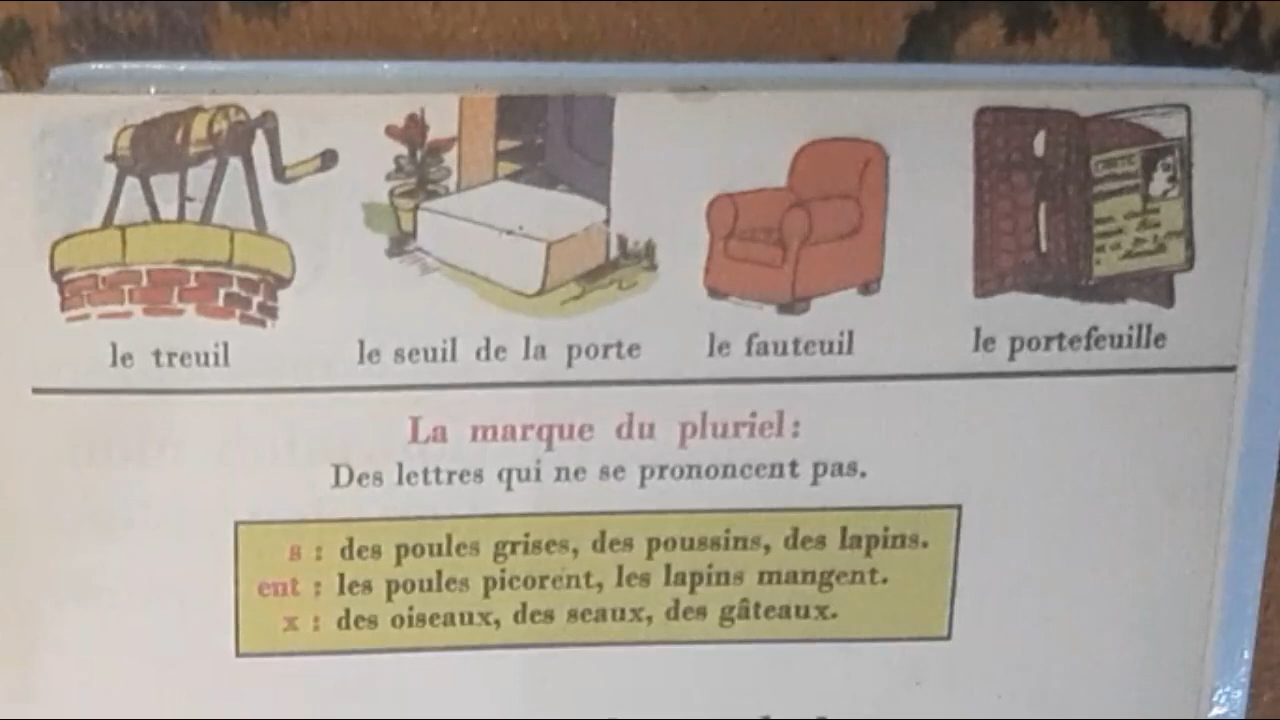 le treuil
le seuil de la porte
le fauteuil
le portefeuille
La marque du pluriel:
Des lettres qui ne se prononcent pas.
s : des poules grises, des poussins, des lapins.
ent : les poules picorent, les lapins mangent.
x : des oiseaux, des seaux, des gâteaux.